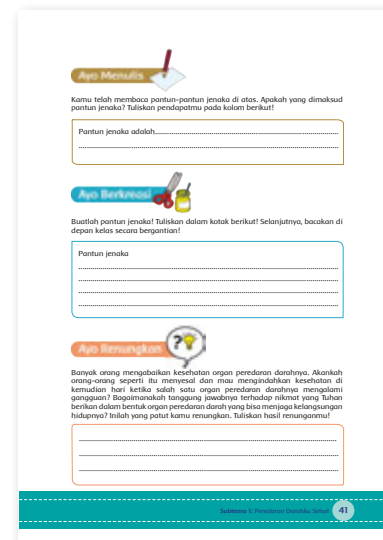 Ayo Menulis
Kamu telah membaca pantun-pantun jenaka di atas. Apakah yang dimaksud
pantun jenaka? Tuliskan pendapatmu pada kolom berikut!
Pantun jenaka adalah
Ayo Berkreasi
Buatlah pantun jenaka! Tuliskan dalam kotak berikut! Selanjutnya, bacakan di
depan kelas secara bergantian!
Pantun jenaka
Ayo Renungkan
Banyak orang mengabaikan kesehatan organ peredaran darahnya. Akankah
orang-orang seperti itu menyesal dan mau mengindahkan kesehatan di
kemudian hari ketika salah satu organ peredaran darahnya mengalami
gangguan? Bagaimanakah tanggung jawabnya terhadap nikmat yang Tuhan
berikan dalam bentuk organ peredaran darah yang bisa menjaga kelangsungan
hidupnya? Inilah yang patut kamu renungkan. Tuliskan hasil renunganmu!
Subtema 1: Peredaran Darahku Sehat 41